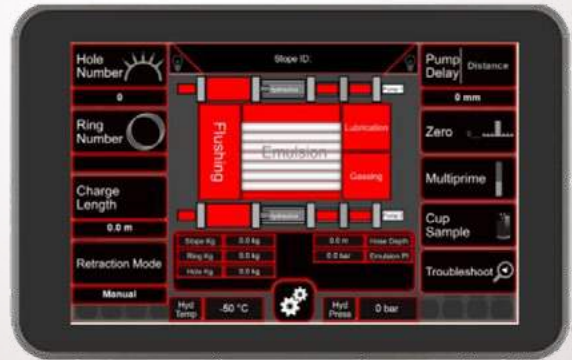 Hole
Number
0
Ring
Number
Charge
Length
0.0 m
Retraction Mode
Manual
Slope ID:
Pump 1
Flushing
Emulsion
Lubrication
Gassing
Stope Kg 0.0 kg
Ring Kg 0.0 kg
Hole Kg 0.0 kg
0.0 m Hose Depth
0.0 bar Emulsion Pl
Hyd
Temp
-50 °C
Hyd
Press
0 bar
Pump
Delay
Distance
0 mm
Zero
Multiprime
Cup
Sample
Troubleshoot